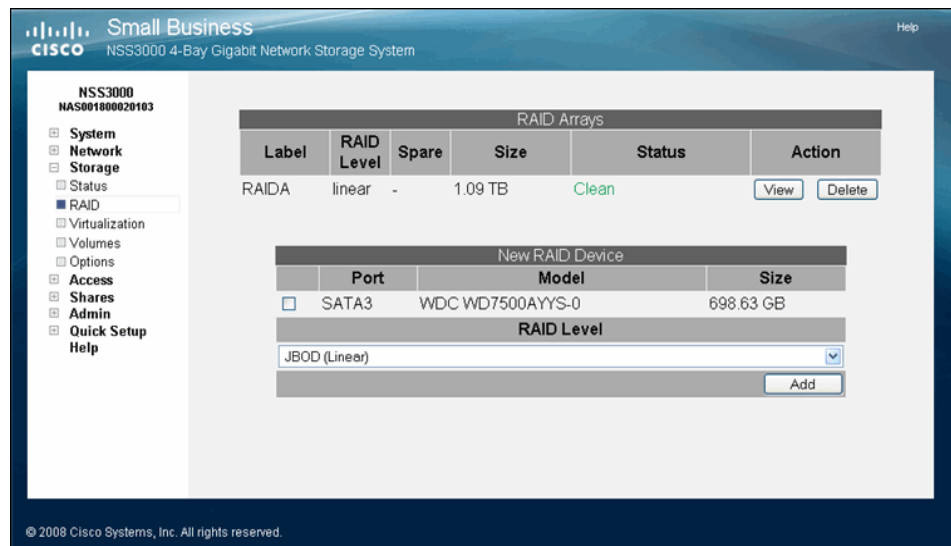 Small Business
CISCO NSS3000 4-Bay Gigabit Network Storage System
Help
NSS3000
NAS001800020103
System
Network
Storage
Status
RAID
Virtualization
Volumes
Options
Access
Shares
Admin
Quick Setup
Help
RAID Arrays
Label RAID Level Spare Size Status Action
RAIDA linear - 1.09 TB Clean View Delete
New RAID Device
Port Model Size
SATA3 WDC WD7500AYYS-0 698.63 GB
RAID Level
JBOD (Linear)
Add
© 2008 Cisco Systems, Inc. All rights reserved.